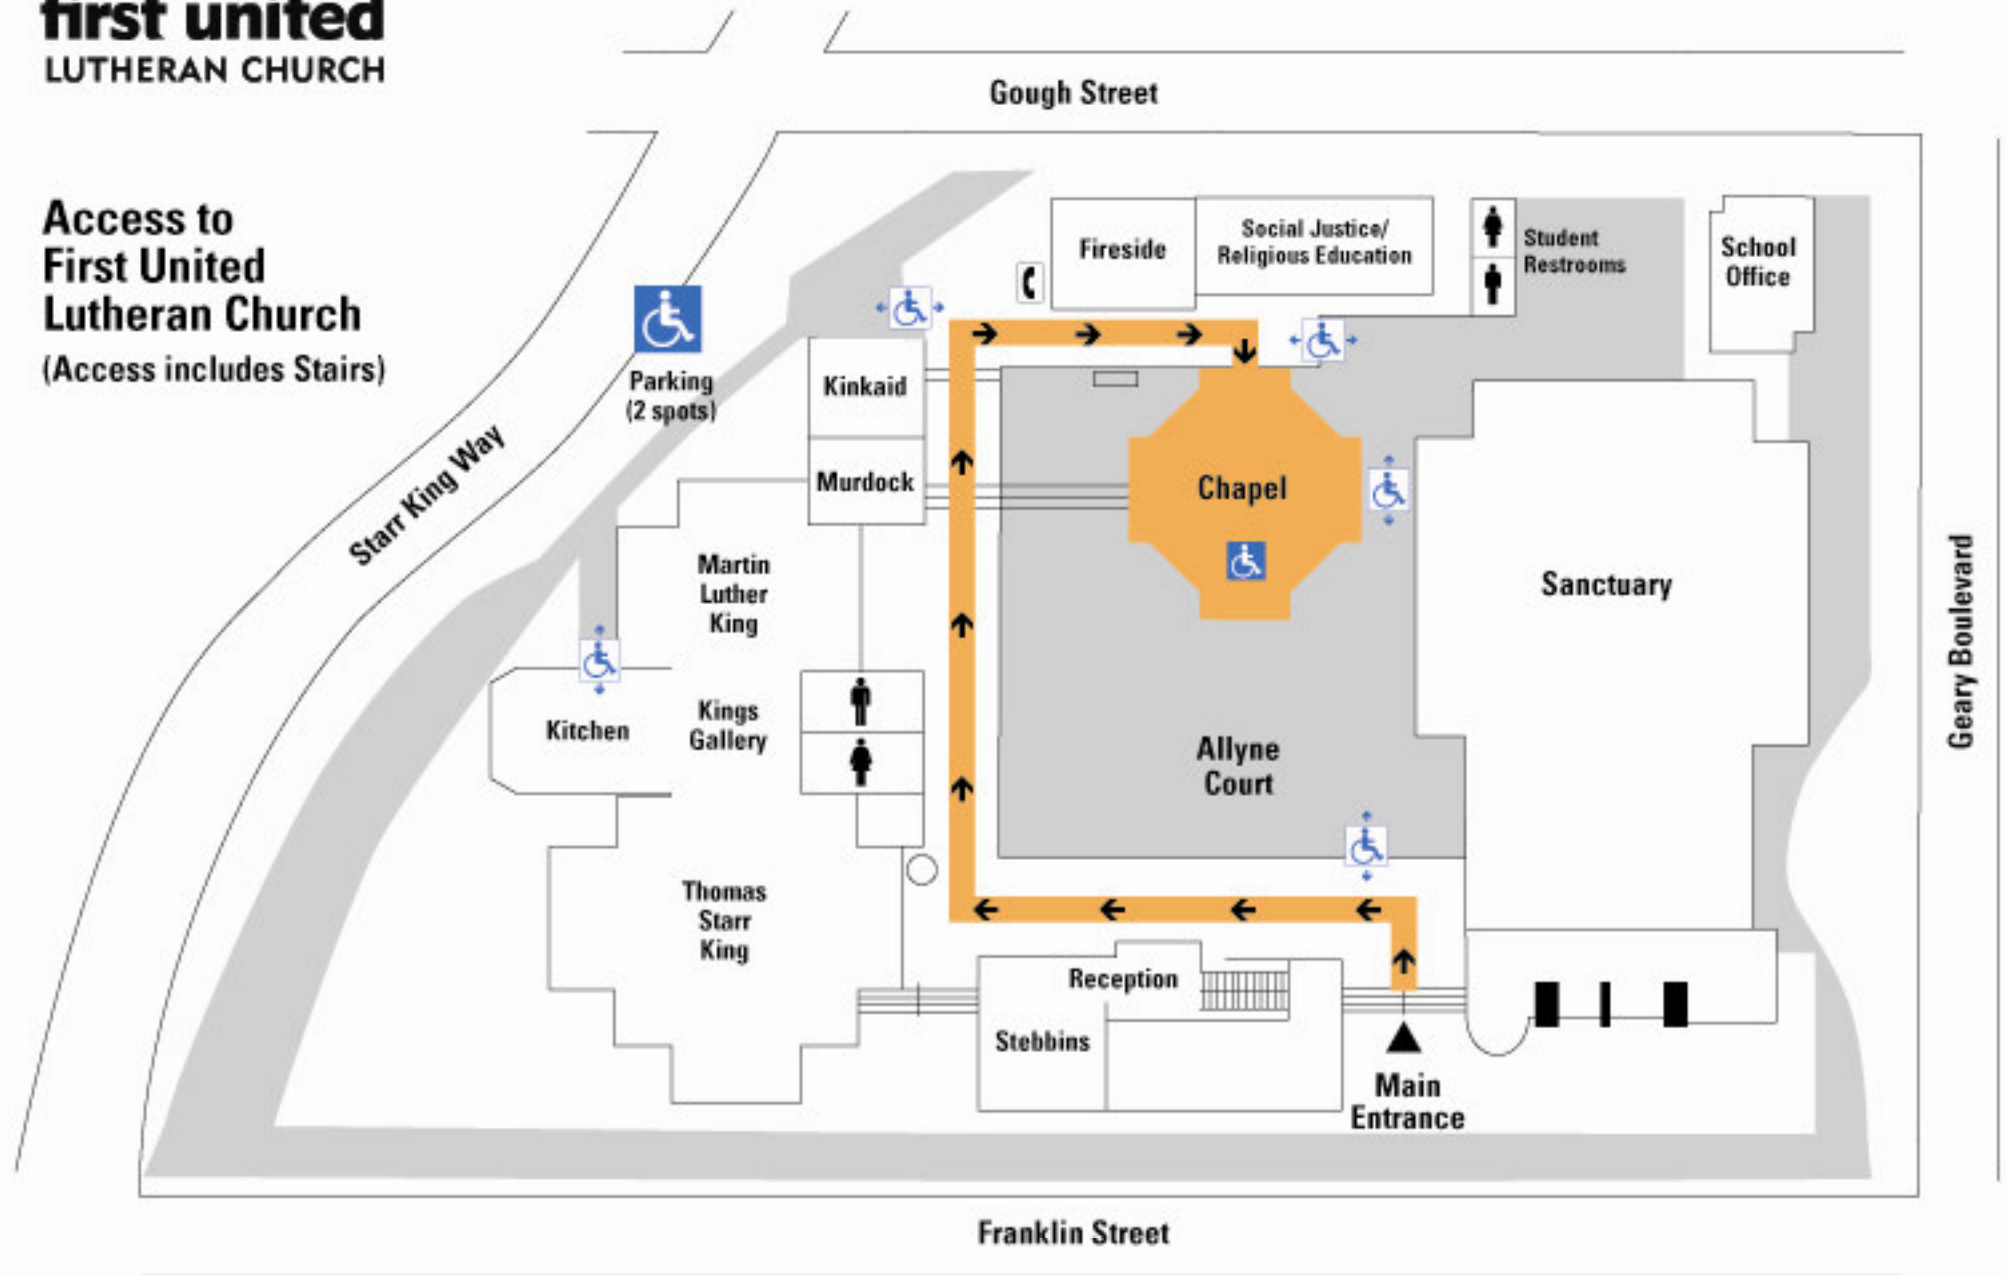 first united
LUTHERAN CHURCH
Gough Street
Access to
First United
Lutheran Church
(Access includes Stairs)
Parking
(2 spots)
Starr King Way
Fireside
Social Justice/
Religious Education
Student
Restrooms
School
Office
Kinkaid
Murdock
Chapel
Sanctuary
Geary Boulevard
Martin
Luther
King
Kitchen
Kings
Gallery
Allyne
Court
Thomas
Starr
King
Reception
Stebbins
Main
Entrance
Franklin Street